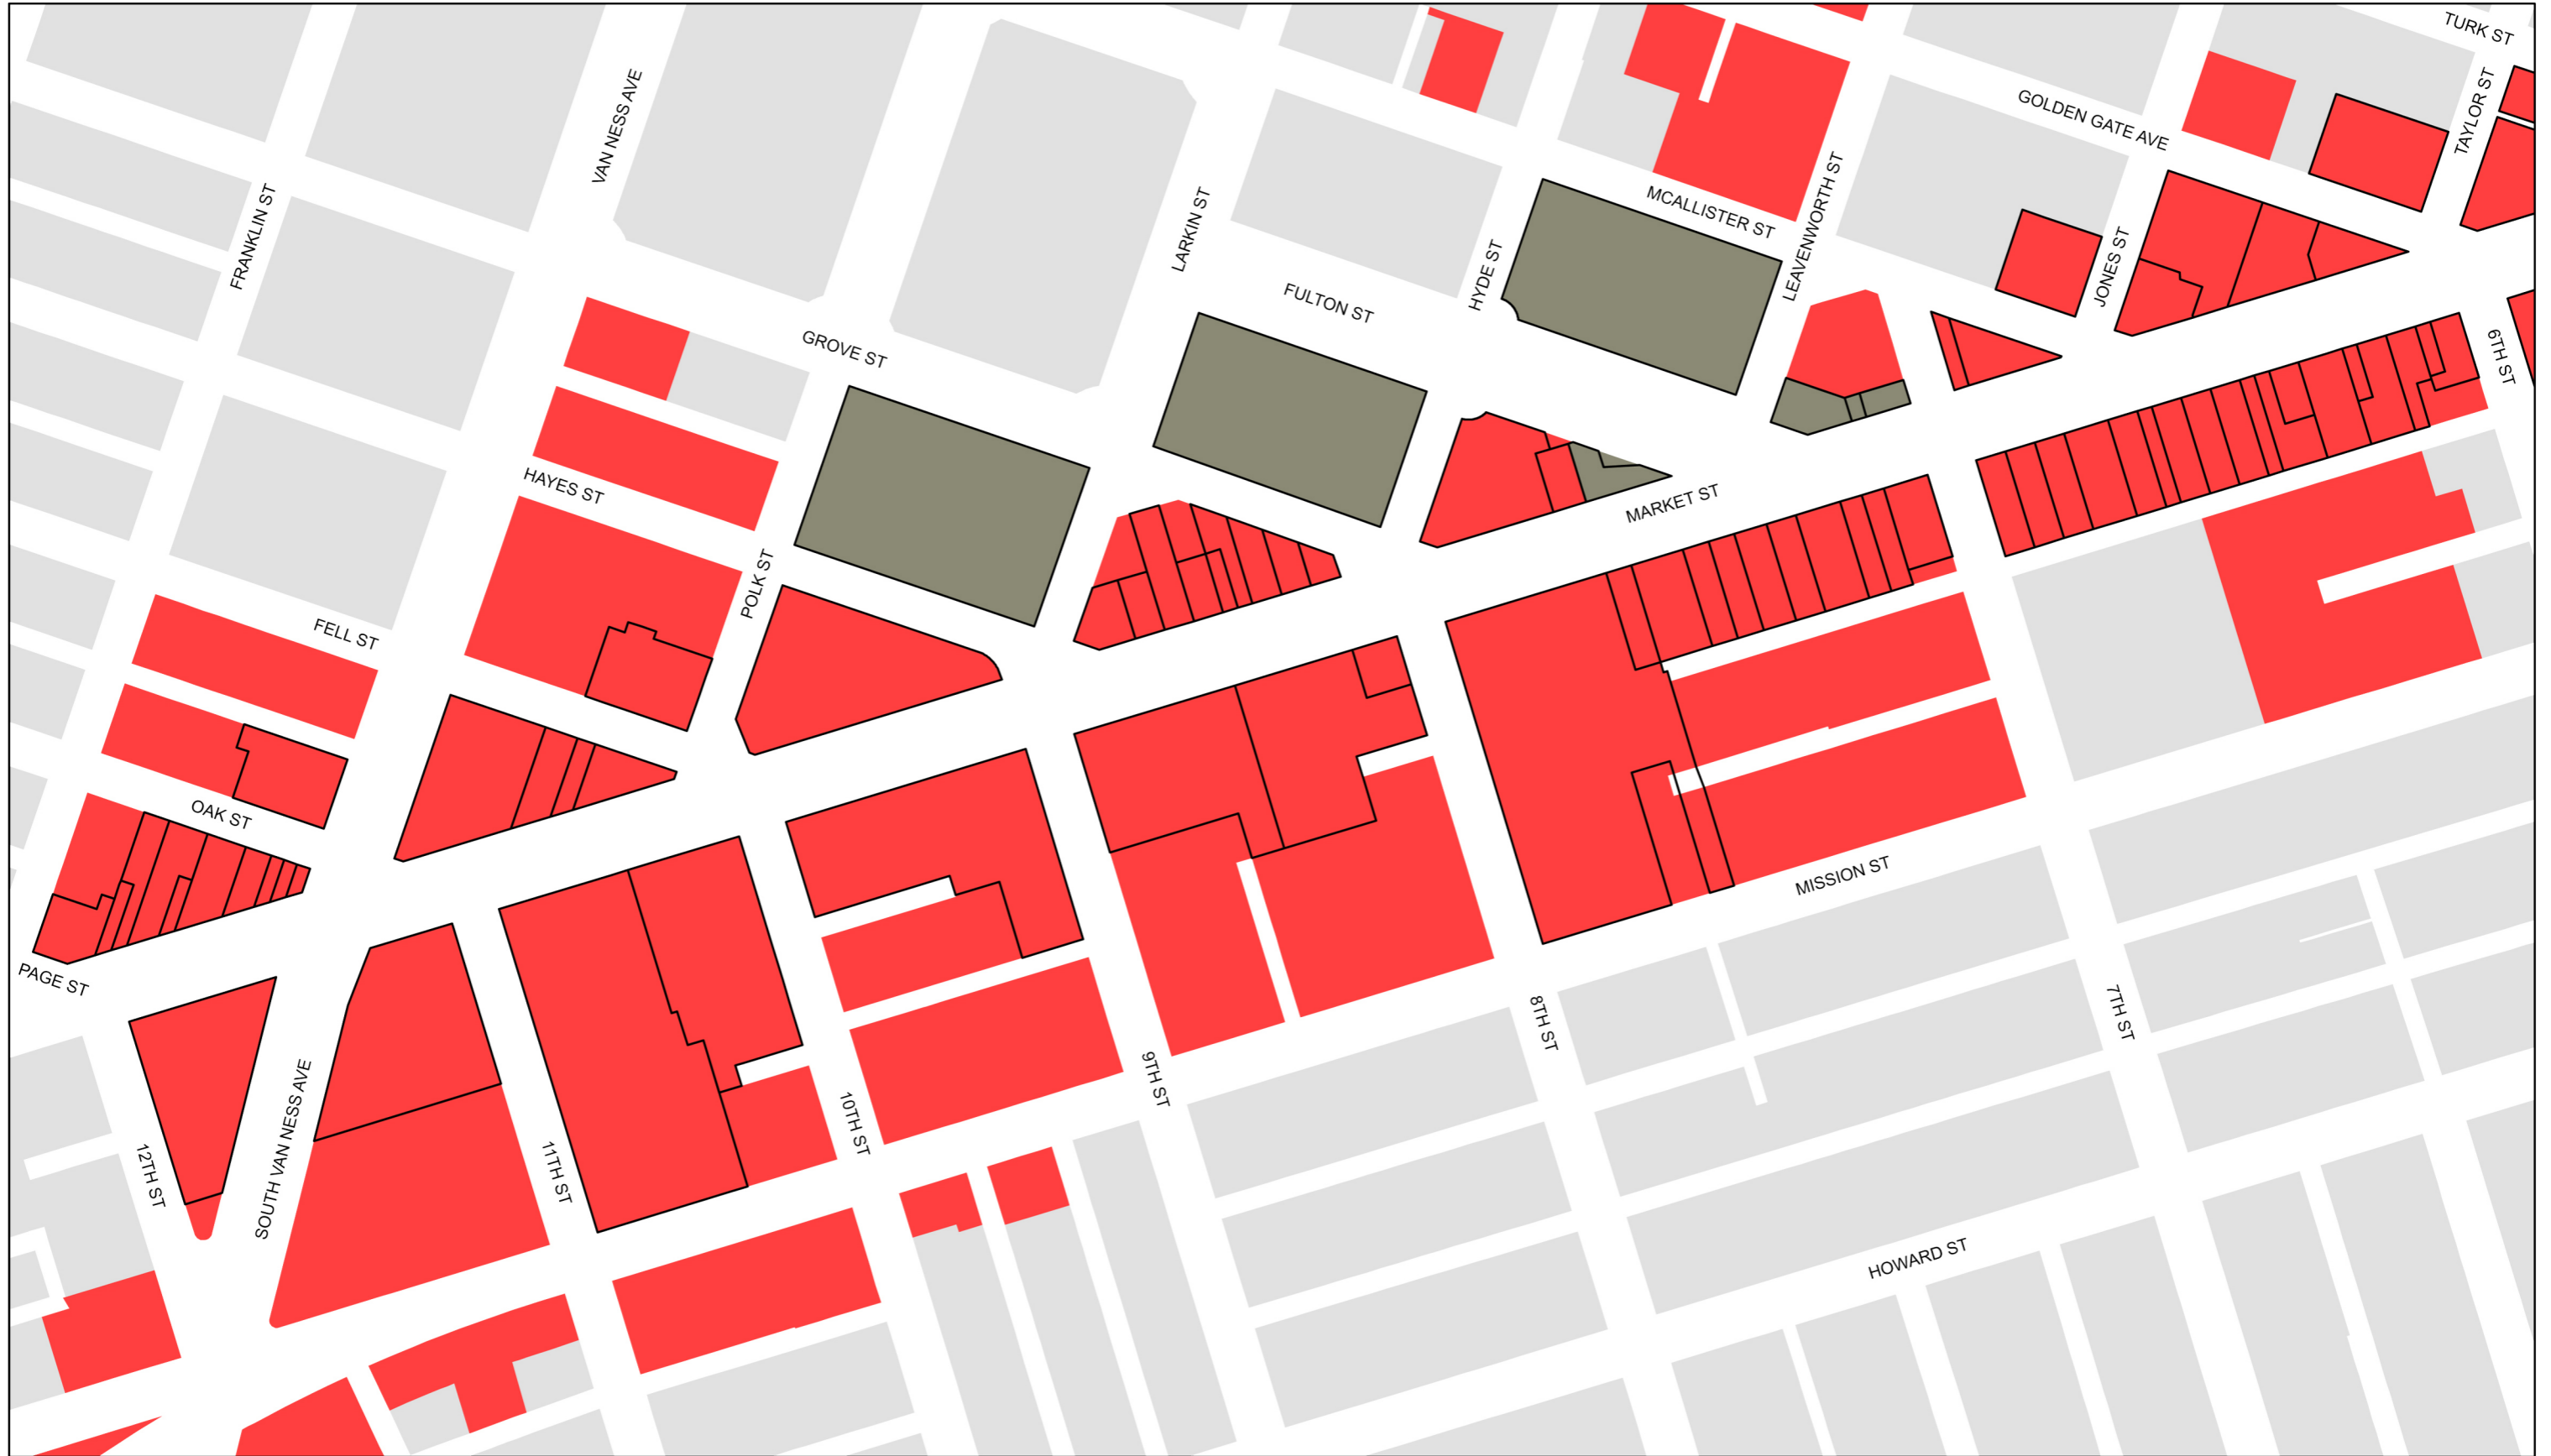 TURK ST
TAYLOR ST
GOLDEN GATE AVE
VAN NESS AVE
MCALLISTER ST
LEAVENWORTH ST
FRANKLIN ST
LARKIN ST
HYDE ST
JONES ST
FULTON ST
GROVE ST
6TH ST
HAYES ST
MARKET ST
POLK ST
FELL ST
OAK ST
MISSION ST
PAGE ST
7TH ST
8TH ST
9TH ST
10TH ST
SOUTH VAN NESS AVE
11TH ST
12TH ST
HOWARD ST